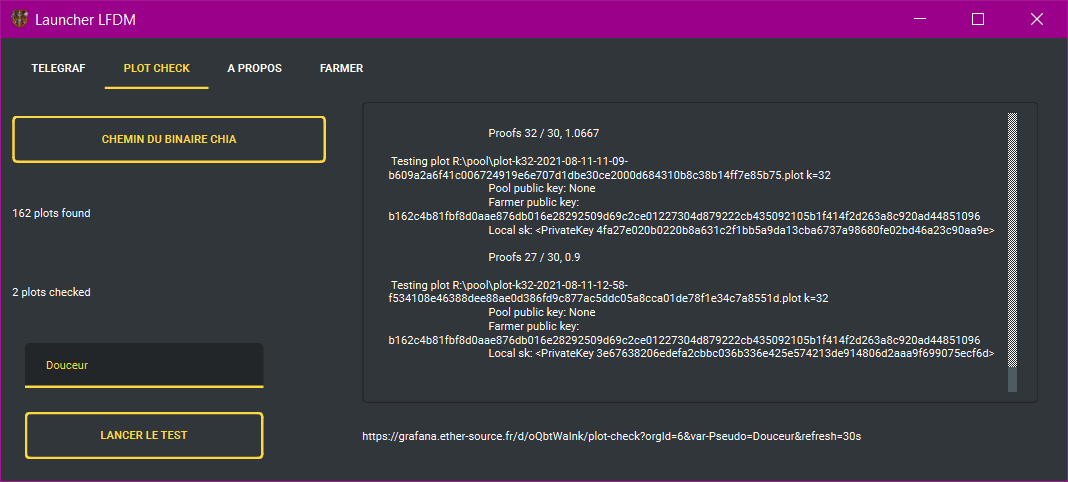 Launcher LFDM
TELEGRAF
PLOT CHECK
A PROPOS
FARMER
CHEMIN DU BINAIRE CHIA
162 plots found
2 plots checked
Douceur
LANCER LE TEST
Proofs 32 / 30, 1.0667
Testing plot R:\pool\plot-k32-2021-08-11-11-09-
b609a2a6f41c006724919e6e707d1dbe30ce2000d684310b8c38b14ff7e85b75.plot k=32
Pool public key: None
Farmer public key:
b162c4b81fbf8d0aae876db016e28292509d69c2ce01227304d879222cb435092105b1f414f2d263a8c920ad44851096
Local sk: <PrivateKey 4fa27e020b0220b8a631c2f1bb5a9da13cba6737a98680fe02bd46a23c90aa9e>
Proofs 27 / 30, 0.9
Testing plot R:\pool\plot-k32-2021-08-11-12-58-
f534108e46388dee88ae0d386fd9c877ac5ddc05a8cca01de78f1e34c7a8551d.plot k=32
Pool public key: None
Farmer public key:
b162c4b81fbf8d0aae876db016e28292509d69c2ce01227304d879222cb435092105b1f414f2d263a8c920ad44851096
Local sk: <PrivateKey 3e67638206edefa2cbbc036b336e425e574213de914806d2aaa9f699075ecf6d>
https://grafana.ether-source.fr/d/oQbtWaInk/plot-check?orgId=6&var-Pseudo=Douceur&refresh=30s